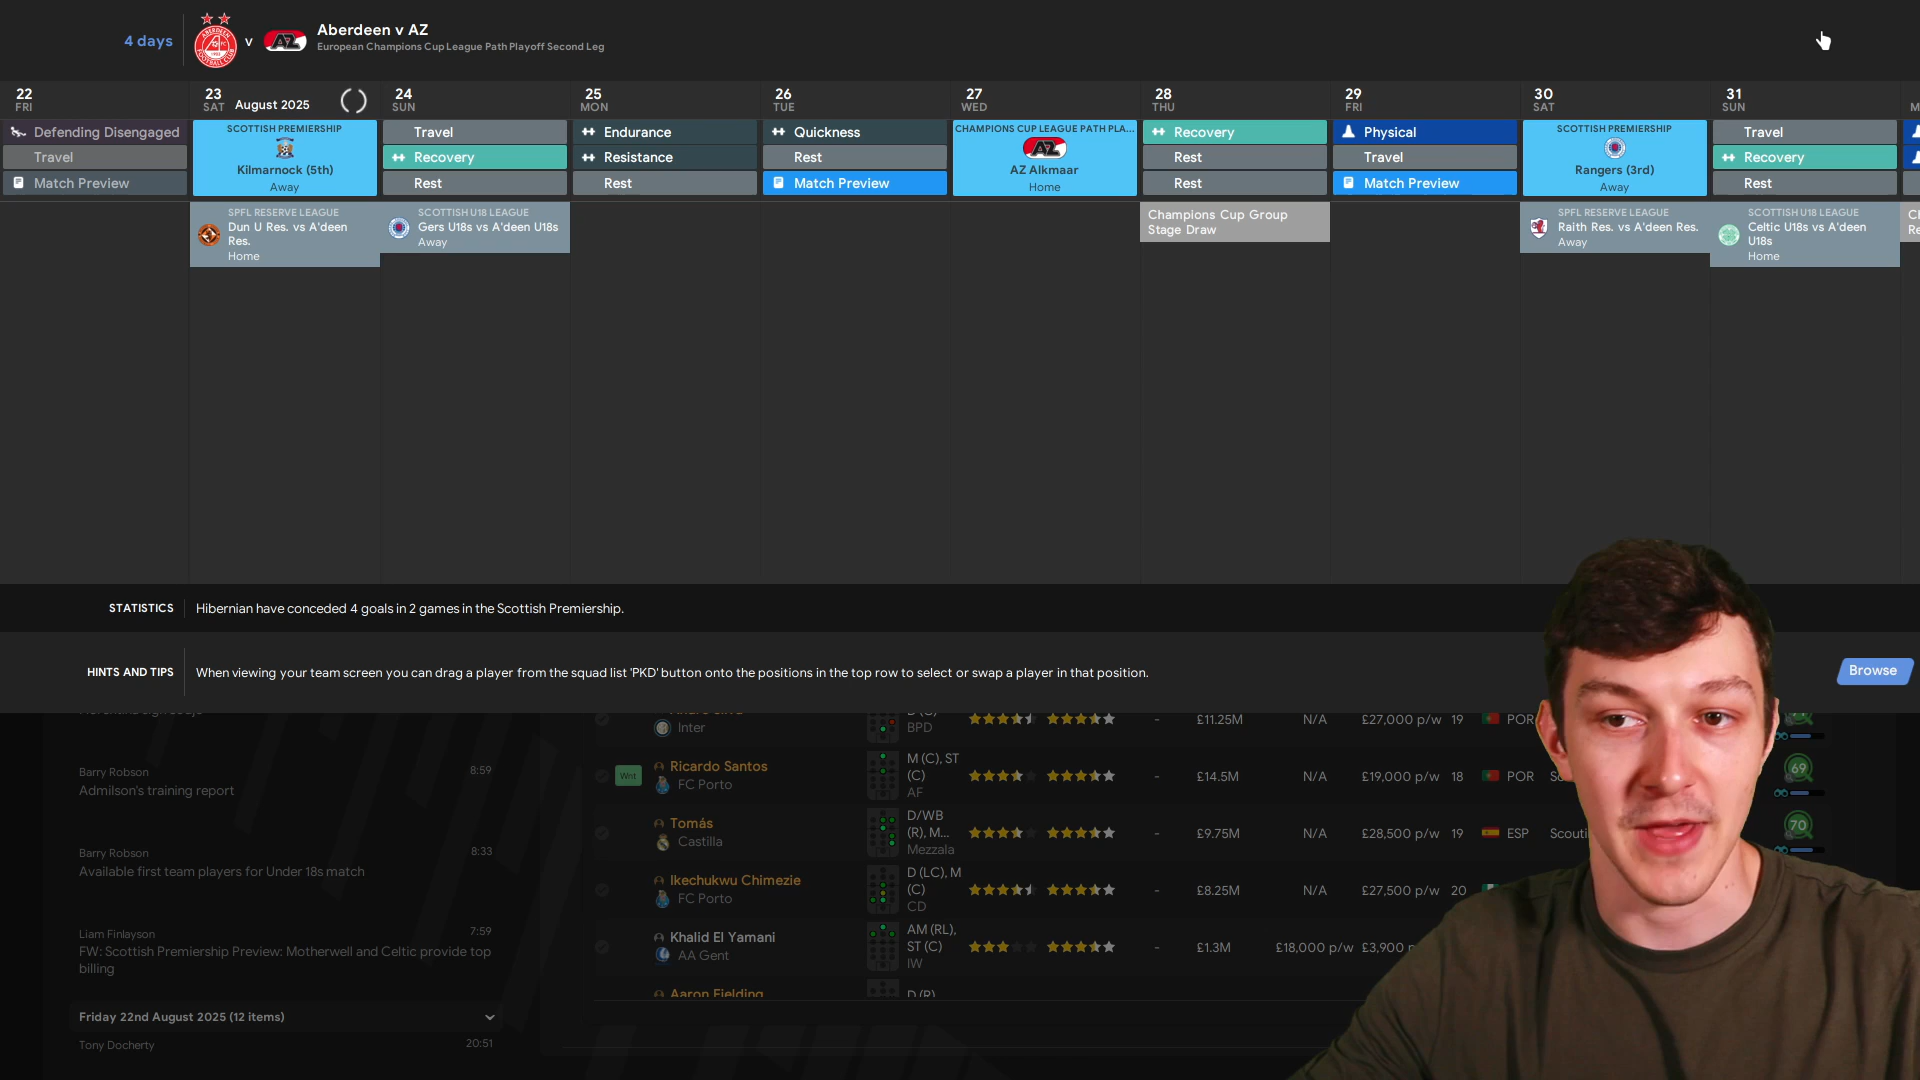 4 days
v
Aberdeen v AZ
European Champions Cup League Path Playoff Second Leg
22
FRI
23
SAT
August 2025
24
SUN
25
MON
26
TUE
27
WED
28
THU
29
FRI
30
SAT
31
SUN
Defending Disengaged
Travel
Match Preview
SCOTTISH PREMIERSHIP
Kilmarnock (5th)
Away
Travel
Recovery
Rest
Endurance
Resistance
Rest
Quickness
Rest
Match Preview
CHAMPIONS CUP LEAGUE PATH PLA...
AZ
AZ Alkmaar
Home
Recovery
Rest
Rest
Physical
Travel
Match Preview
SCOTTISH PREMIERSHIP
Rangers (3rd)
Away
Travel
Recovery
Rest
SPFL RESERVE LEAGUE
Dun U Res. vs A'deen
Res.
Home
SCOTTISH U18 LEAGUE
Gers U18s vs A'deen U18s
Away
Champions Cup Group
Stage Draw
SPFL RESERVE LEAGUE
Raith Res. vs A'deen Res.
Away
SCOTTISH U18 LEAGUE
Celtic U18s vs A'deen
U18s
Home
STATISTICS
Hibernian have conceded 4 goals in 2 games in the Scottish Premiership.
HINTS AND TIPS
When viewing your team screen you can drag a player from the squad list 'PKD' button onto the positions in the top row to select or swap a player in that position.
Browse
Inter
BPD
- £11.25M N/A £27,000 p/w 19 POR
Barry Robson 8:59
Admilson's training report
Wnt
Ricardo Santos
FC Porto
M (C), ST
(C)
AF
- £14.5M N/A £19,000 p/w 18 POR
69
Tomás
Castilla
D/WB
(R), M...
Mezzala
- £9.75M N/A £28,500 p/w 19 ESP
70
Barry Robson 8:33
Available first team players for Under 18s match
Ikechukwu Chimezie
FC Porto
D (LC), M
(C)
CD
- £8.25M N/A £27,500 p/w 20
Liam Finlayson 7:59
FW: Scottish Premiership Preview: Motherwell and Celtic provide top
billing
Khalid El Yamani
AA Gent
AM (RL),
ST (C)
IW
- £1.3M £18,000 p/w £3,900
Aaron Fielding
D (R)
Friday 22nd August 2025 (12 items)
Tony Docherty 20:51